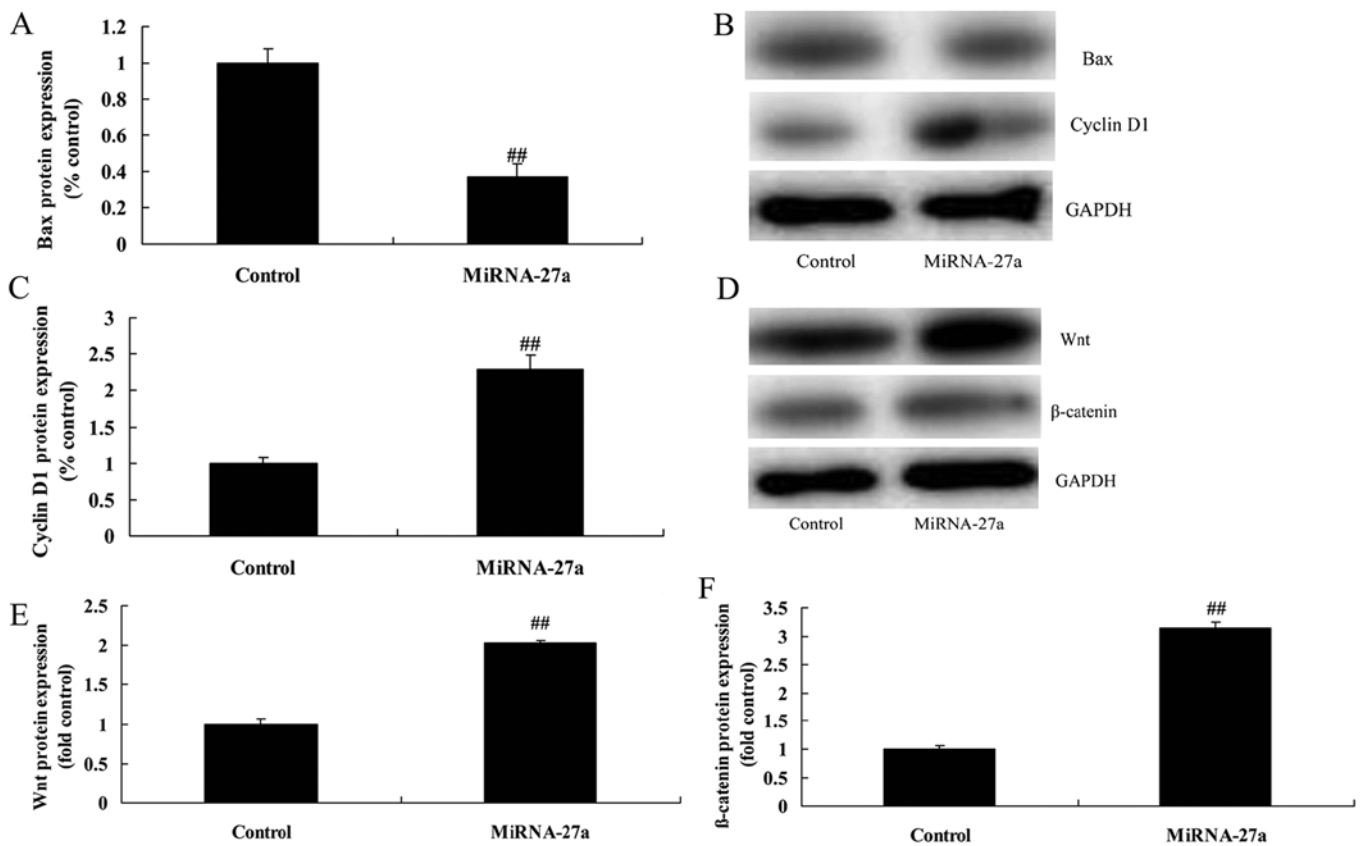 A
Bax protein expression
(% control)
1.2
1
0.8
0.6
0.4
0.2
0
##
Control
MiRNA-27a
B
Bax
Cyclin D1
GAPDH
Control
MiRNA-27a
C
Cyclin D1 protein expression
(% control)
3
2.5
2
1.5
1
0.5
0
##
Control
MiRNA-27a
D
Wnt
β-catenin
GAPDH
Control
MiRNA-27a
E
Wnt protein expression
(fold control)
2.5
2
1.5
1
0.5
0
##
Control
MiRNA-27a
F
ß-catenin protein expression
(fold control)
3.5
3
2.5
2
1.5
1
0.5
0
##
Control
MiRNA-27a